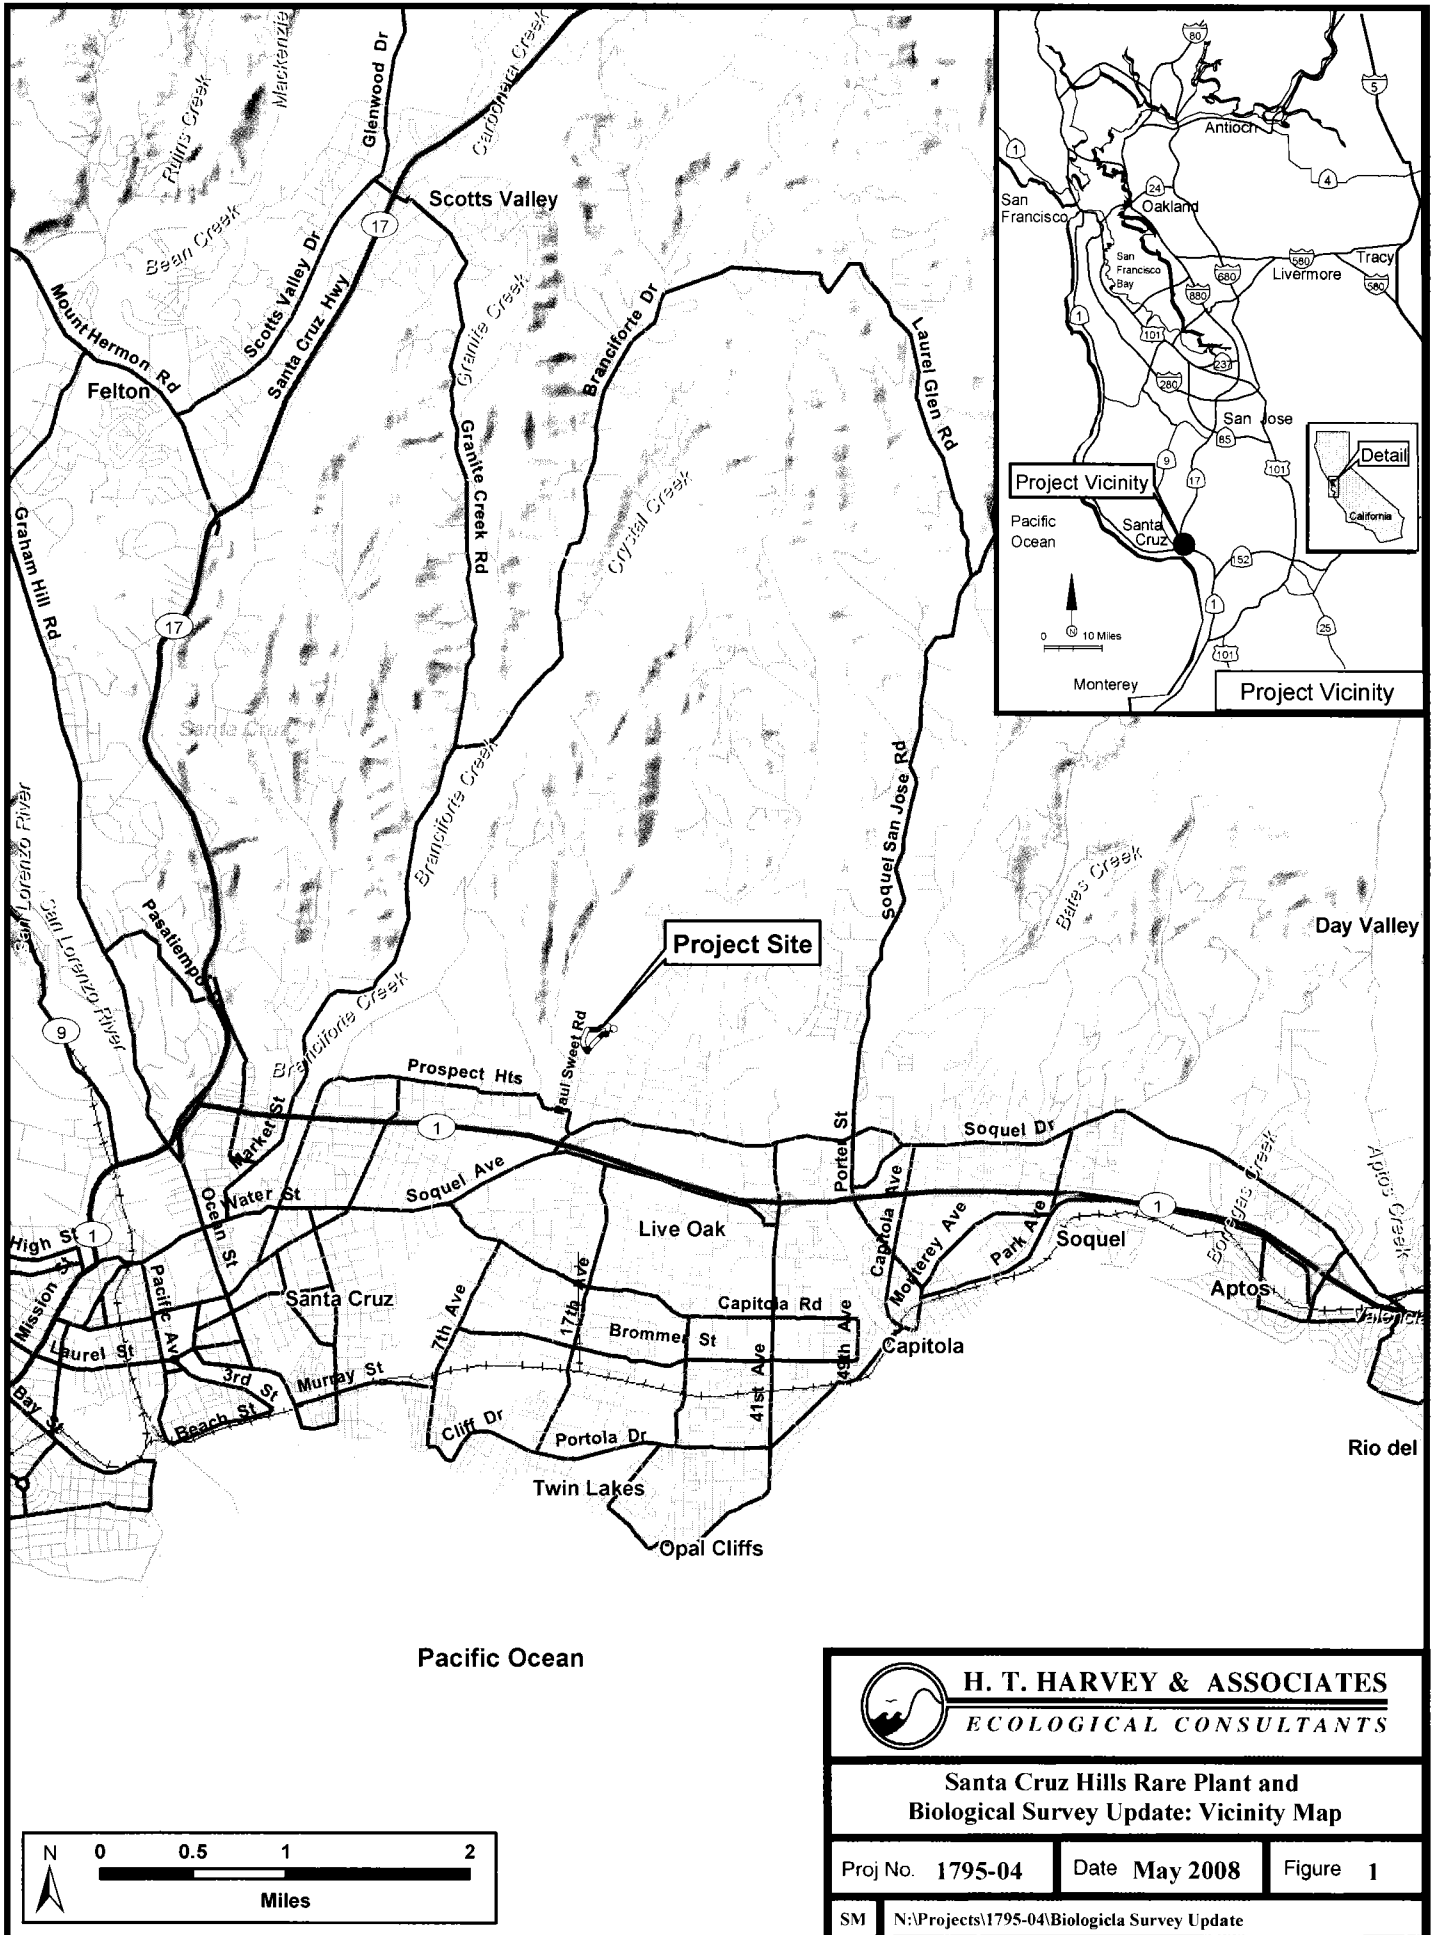 Glenwood Dr
Ruins Creek
Mackenzie
Carbonera Creek
Scotts Valley
17
Bean Creek
Scotts Valley Dr
Santa Cruz Hwy
Mount Hermon Rd
Felton
Granite Creek
Granite Creek Rd
Branciforte Dr
Laurel Glen Rd
Crystal Creek
Graham Hill Rd
17
Santa Cruz
Branciforte Creek
Soquel San Jose Rd
Bates Creek
San Lorenzo River
San Lorenzo River
Pasatiempo
Day Valley
Project Site
9
Branciforte Creek
Paul Sweet Rd
Prospect Hts
Market St
1
Porter St
Soquel Dr
Borregas Creek
Aptos Creek
Soquel Ave
Water St
Ocean St
High St
1
Live Oak
Capitola Ave
Monterey Ave
Park Ave
Soquel
1
Aptos
Valencia
Mission St
Pacific Av
Santa Cruz
7th Ave
17th Ave
Capitola Rd
Brommer St
49th Ave
Capitola
Laurel St
3rd St
Murray St
41st Ave
Bay St
Beach St
Cliff Dr
Portola Dr
Rio del
Twin Lakes
Opal Cliffs
Pacific Ocean
80
5
Antioch
1
4
24
San
Francisco
Oakland
San
Francisco
Bay
580
Tracy
680
Livermore
580
880
1
101
237
280
San Jose
85
Detail
9
101
17
Project Vicinity
California
Pacific
Ocean
Santa
Cruz
152
1
25
N
0 10 Miles
101
Monterey
Project Vicinity
N
0 0.5 1 2
Miles
H. T. HARVEY & ASSOCIATES
ECOLOGICAL CONSULTANTS
Santa Cruz Hills Rare Plant and
Biological Survey Update: Vicinity Map
Proj No. 1795-04
Date May 2008
Figure 1
SM
N:\Projects\1795-04\Biologicla Survey Update